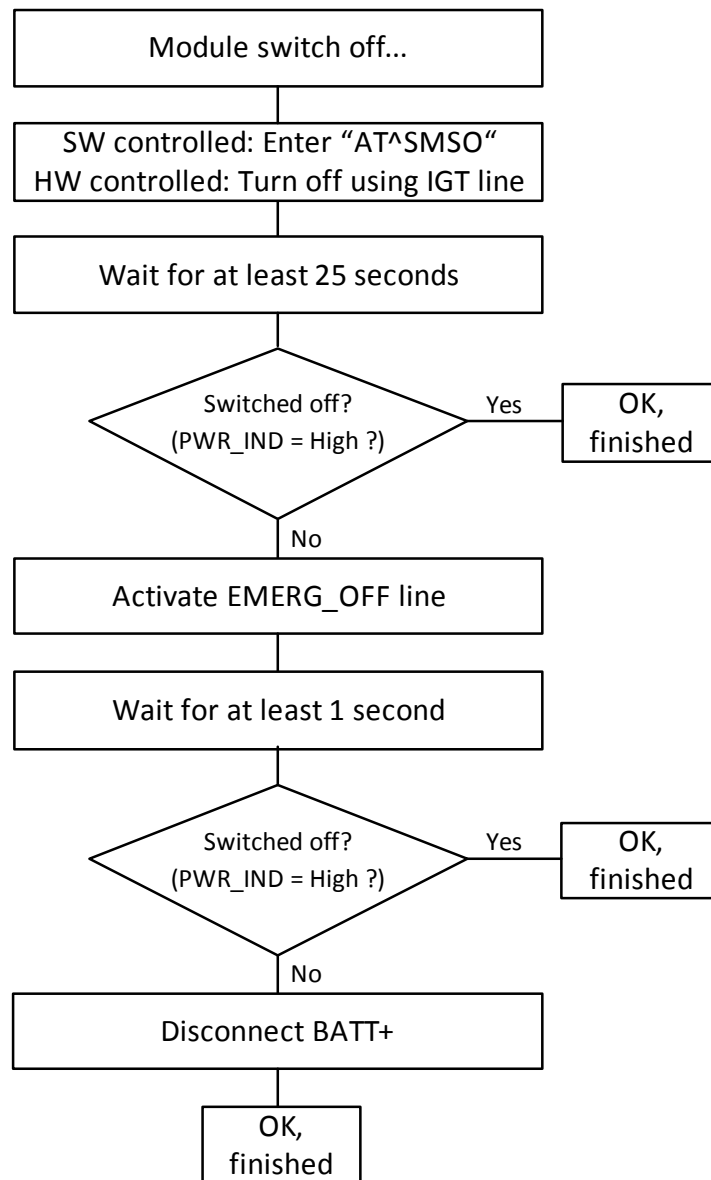 Module switch off...
SW controlled: Enter “AT^SMSO“
HW controlled: Turn off using IGT line
Wait for at least 25 seconds
Switched off?
(PWR_IND = High ?)
Yes
OK,
finished
No
Activate EMERG_OFF line
Wait for at least 1 second
Switched off?
(PWR_IND = High ?)
Yes
OK,
finished
No
Disconnect BATT+
OK,
finished